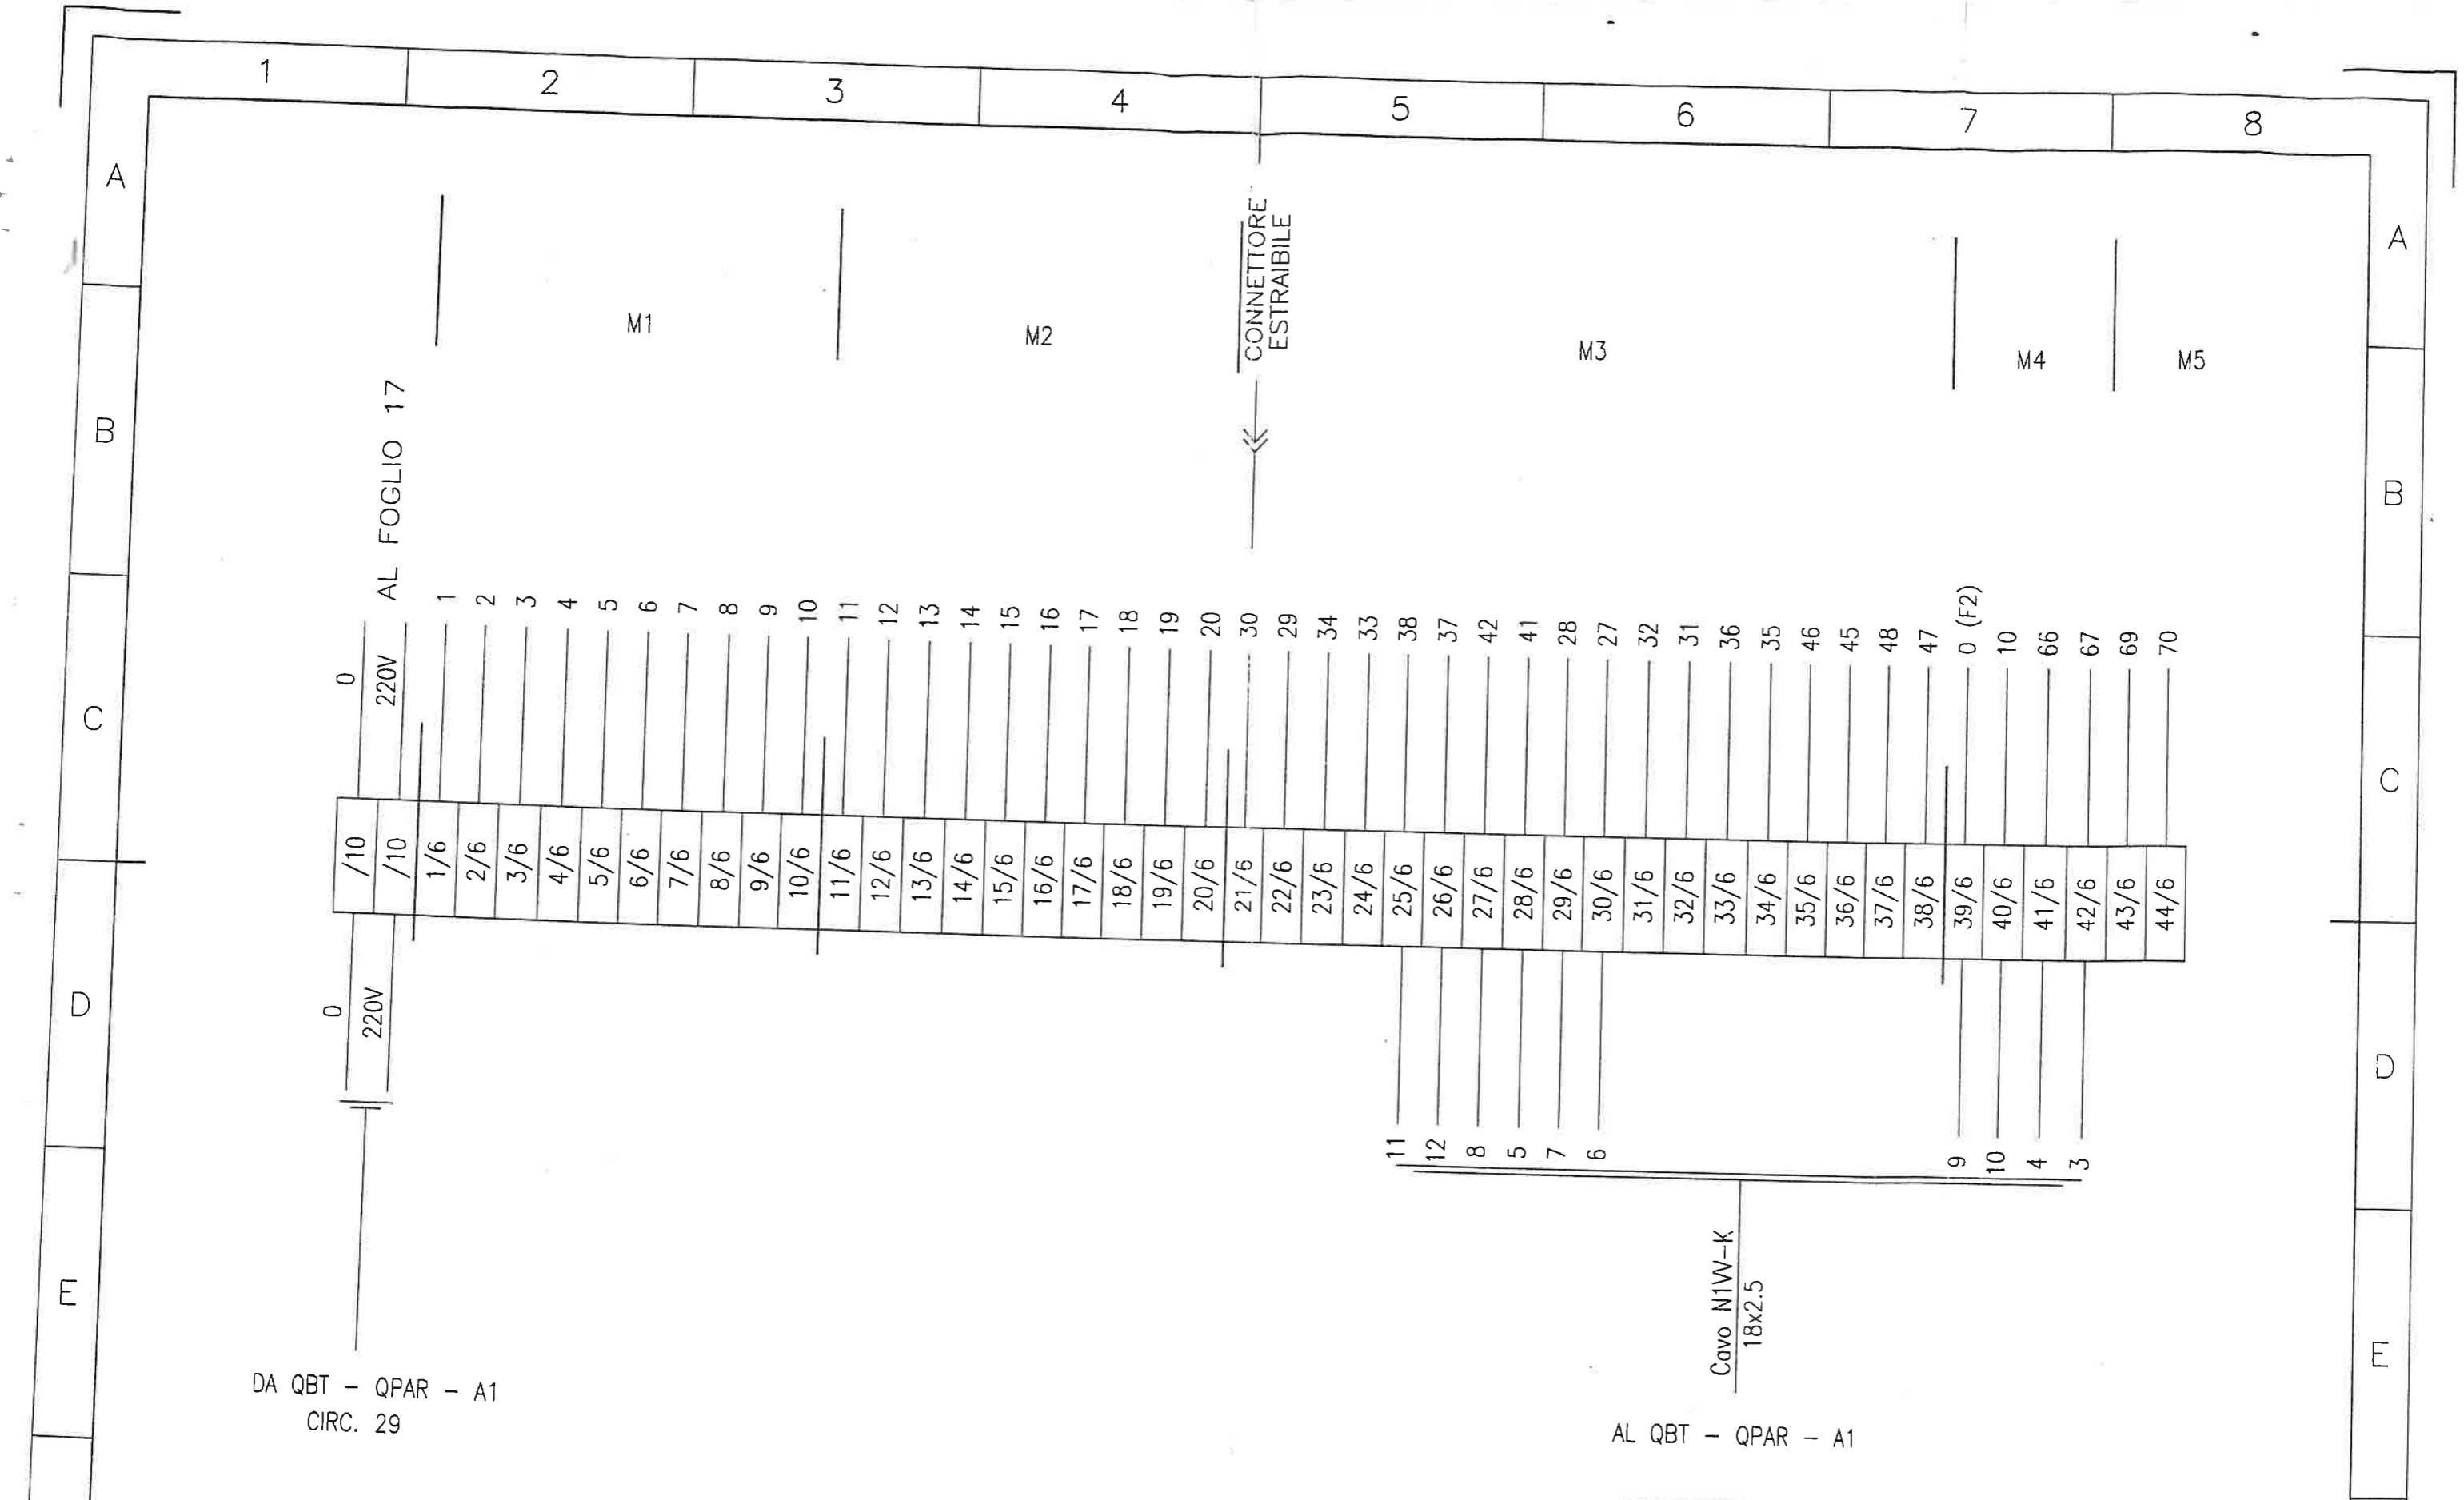 1 2 3 4 5 6 7 8
A A
CONNETTORE
ESTRAIBILE
M1 M2 M3 M4 M5
B B
AL FOGLIO 17
0 220V 1 2 3 4 5 6 7 8 9 10 11 12 13 14 15 16 17 18 19 20 30 29 34 33 38 37 42 41 28 27 32 31 36 35 46 45 48 47 0 (F2) 10 66 67 69 70
C C
/10 /10 1/6 2/6 3/6 4/6 5/6 6/6 7/6 8/6 9/6 10/6 11/6 12/6 13/6 14/6 15/6 16/6 17/6 18/6 19/6 20/6 21/6 22/6 23/6 24/6 25/6 26/6 27/6 28/6 29/6 30/6 31/6 32/6 33/6 34/6 35/6 36/6 37/6 38/6 39/6 40/6 41/6 42/6 43/6 44/6
D D
0 220V
11 12 8 5 7 6 9 10 4 3
E E
Cavo N1VV-K
18x2.5
DA QBT - QPAR - A1
CIRC. 29
AL QBT - QPAR - A1